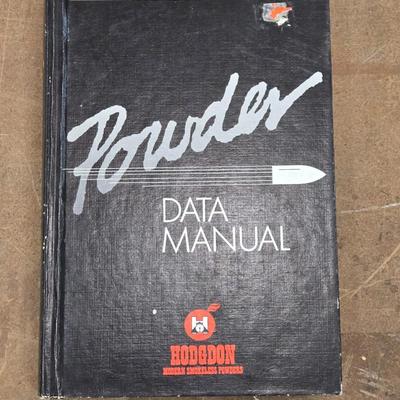 Powder
DATA
MANUAL
H
HODGDON
MODERN SMOKELESS POWDERS